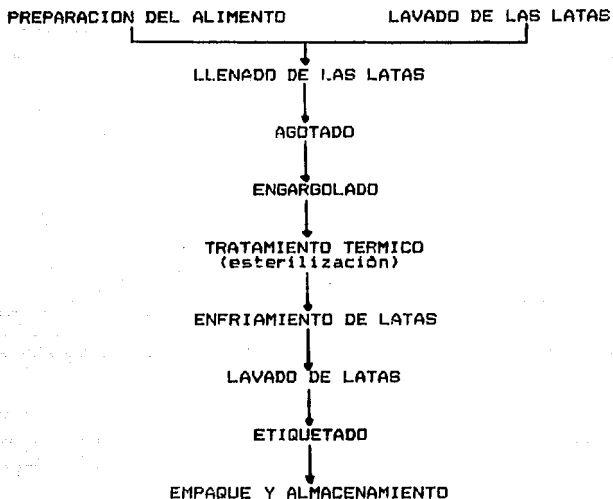 PREPARACION DEL ALIMENTO LAVADO DE LAS LATAS
LLENADO DE LAS LATAS
AGOTADO
ENGARGOLADO
TRATAMIENTO TERMICO
(esterilización)
ENFRIAMIENTO DE LATAS
LAVADO DE LATAS
ETIQUETADO
EMPAQUE Y ALMACENAMIENTO